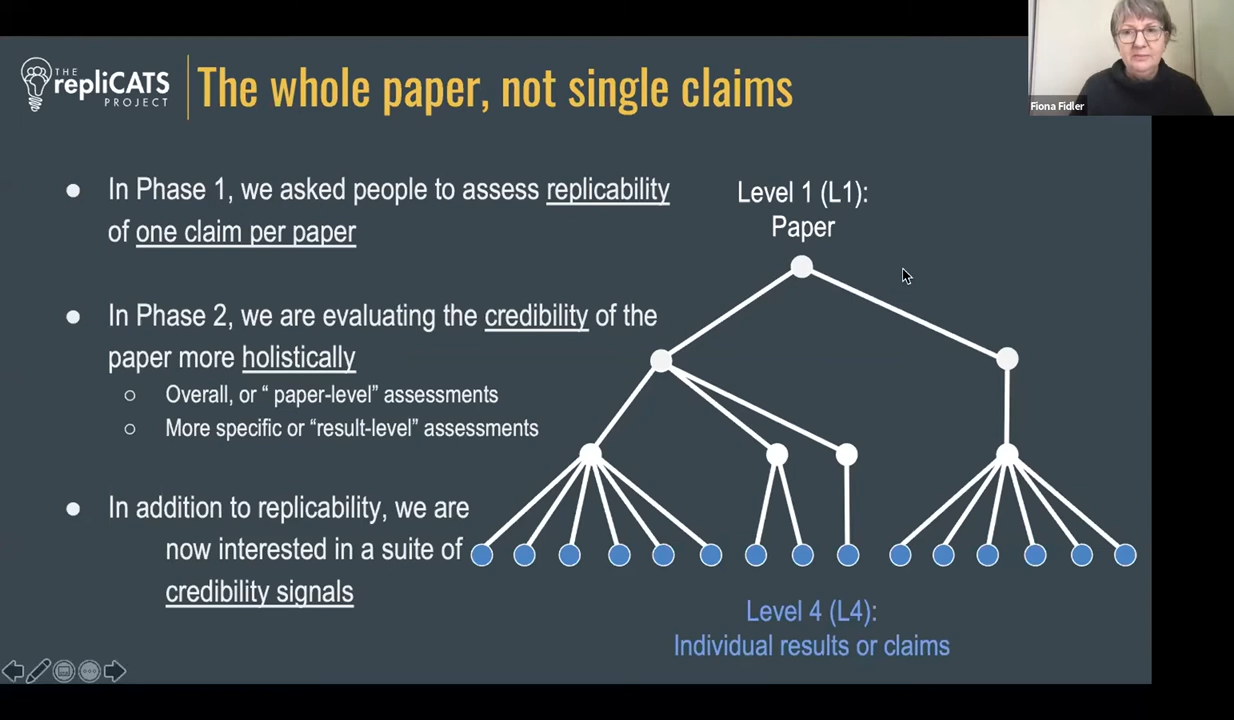 THE
repliCATS
PROJECT
The whole paper, not single claims
Fiona Fidler
● In Phase 1, we asked people to assess replicability
of one claim per paper
● In Phase 2, we are evaluating the credibility of the
paper more holistically
○ Overall, or “ paper-level” assessments
○ More specific or “result-level” assessments
● In addition to replicability, we are
now interested in a suite of
credibility signals
Level 1 (L1):
Paper
Level 4 (L4):
Individual results or claims